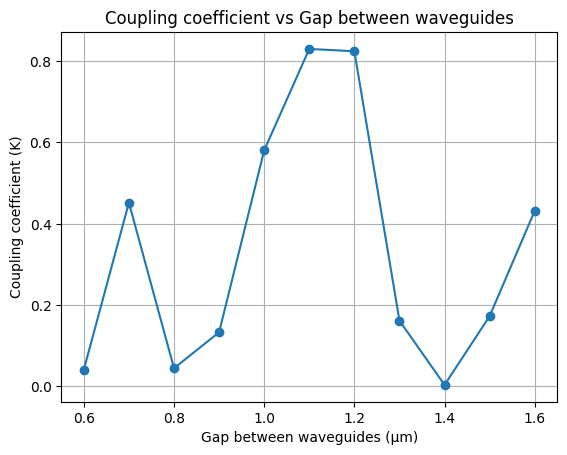 Coupling coefficient vs Gap between waveguides
Coupling coefficient (K)
0.8
0.6
0.4
0.2
0.0
0.6 0.8 1.0 1.2 1.4 1.6
Gap between waveguides (μm)